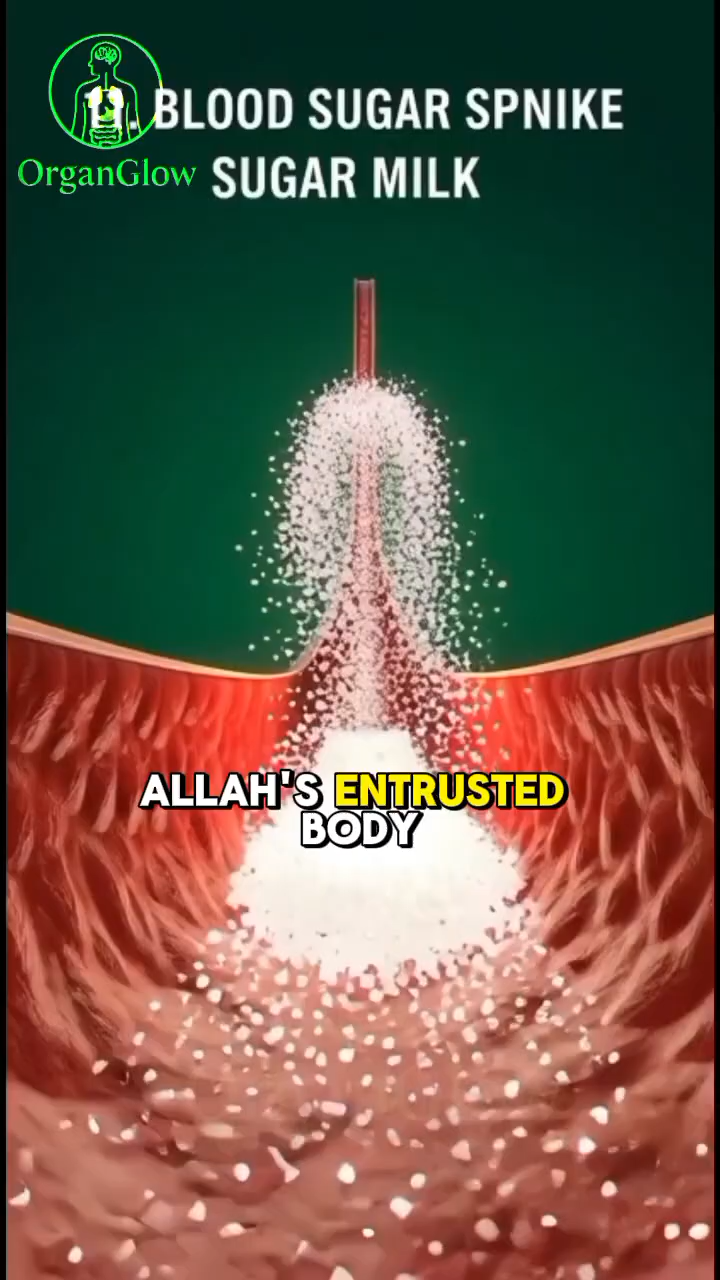 BLOOD SUGAR SPNIKE
SUGAR MILK
OrganGlow
ALLAH'S ENTRUSTED
BODY